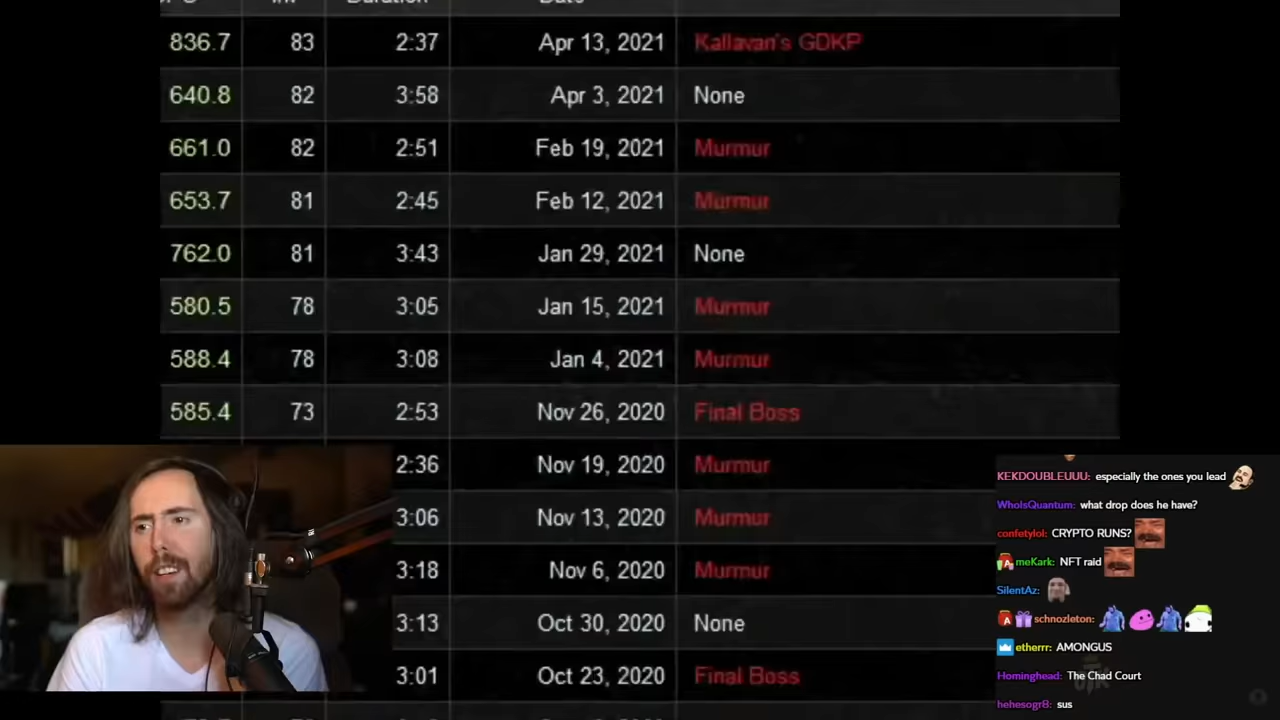 Duration Date
836.7 83 2:37 Apr 13, 2021 Kallavan's GDKP
640.8 82 3:58 Apr 3, 2021 None
661.0 82 2:51 Feb 19, 2021 Murmur
653.7 81 2:45 Feb 12, 2021 Murmur
762.0 81 3:43 Jan 29, 2021 None
580.5 78 3:05 Jan 15, 2021 Murmur
588.4 78 3:08 Jan 4, 2021 Murmur
585.4 73 2:53 Nov 26, 2020 Final Boss
2:36 Nov 19, 2020 Murmur
3:06 Nov 13, 2020 Murmur
3:18 Nov 6, 2020 Murmur
3:13 Oct 30, 2020 None
3:01 Oct 23, 2020 Final Boss
KEKDOUBLEUUU: especially the ones you lead
WhoIsQuantum: what drop does he have?
confetylol: CRYPTO RUNS?
meKark: NFT raid
SilentAz:
schnozleton:
etherrr: AMONGUS
Hominghead: The Chad Court
hehesogr8: sus